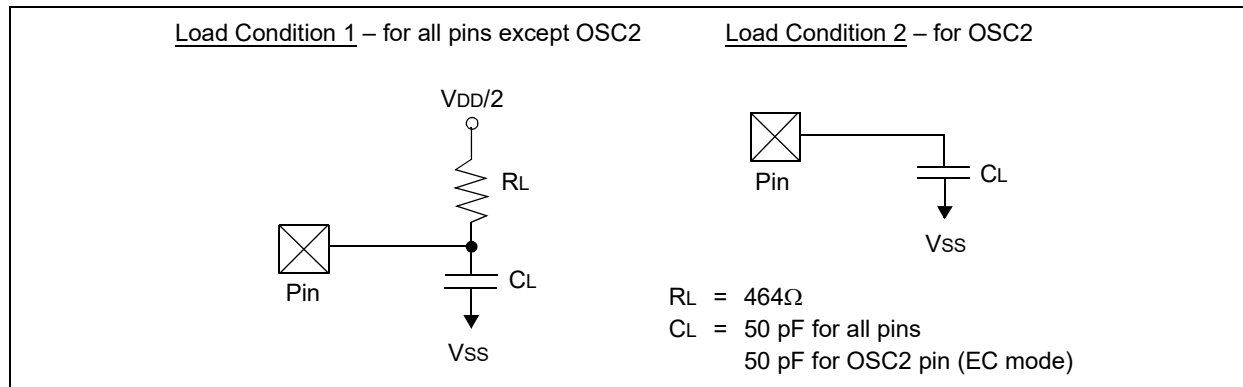 Load Condition 1 – for all pins except OSC2
VDD/2
RL
Pin
CL
VSS
Load Condition 2 – for OSC2
Pin
CL
VSS
RL = 464Ω
CL = 50 pF for all pins
50 pF for OSC2 pin (EC mode)